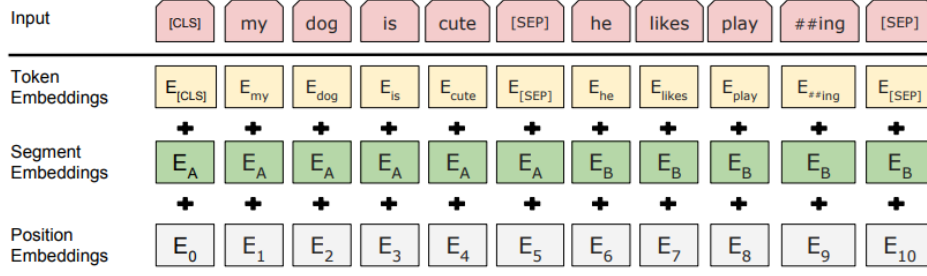 Input [CLS] my dog is cute [SEP] he likes play ##ing [SEP]
Token Embeddings E[CLS] Emy Edog Eis Ecute E[SEP] Ehe Elikes Eplay E##ing E[SEP]
+ + + + + + + + + + +
Segment Embeddings EA EA EA EA EA EA EB EB EB EB EB
+ + + + + + + + + + +
Position Embeddings E0 E1 E2 E3 E4 E5 E6 E7 E8 E9 E10